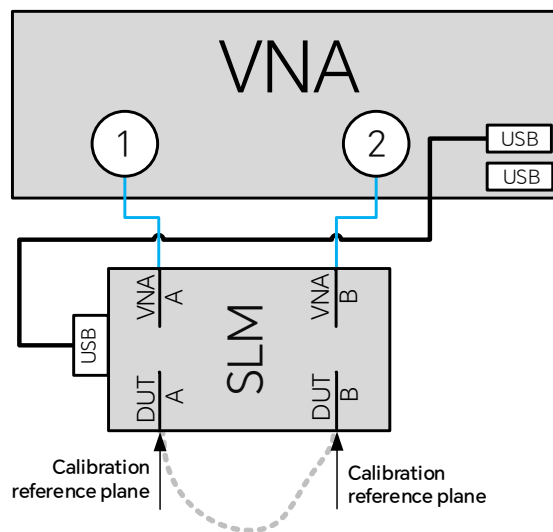 VNA
1
2
USB
USB
VNA
A
VNA
B
USB
SLM
DUT
A
DUT
B
Calibration
reference plane
Calibration
reference plane